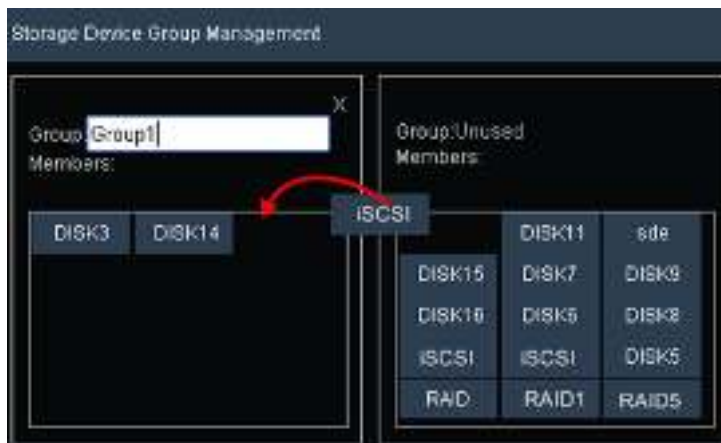 Storage Device Group Management
X
Group: Group1
Members:
DISK3 DISK14
iSCSI
Group:Unused
Members:
DISK11 sde
DISK15 DISK7 DISK9
DISK16 DISK6 DISK8
iSCSI iSCSI DISK5
RAID RAID1 RAID5